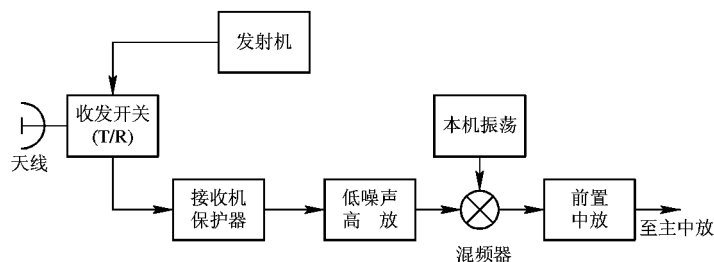 发射机
收发开关
(T/R)
天线
本机振荡
接收机
保护器
低噪声
高 放
混频器
前置
中放
至主中放